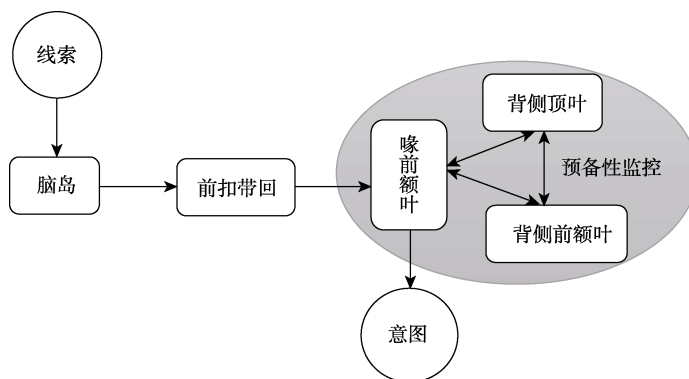 线索
脑岛
前扣带回
喙前额叶
背侧顶叶
预备性监控
背侧前额叶
意图